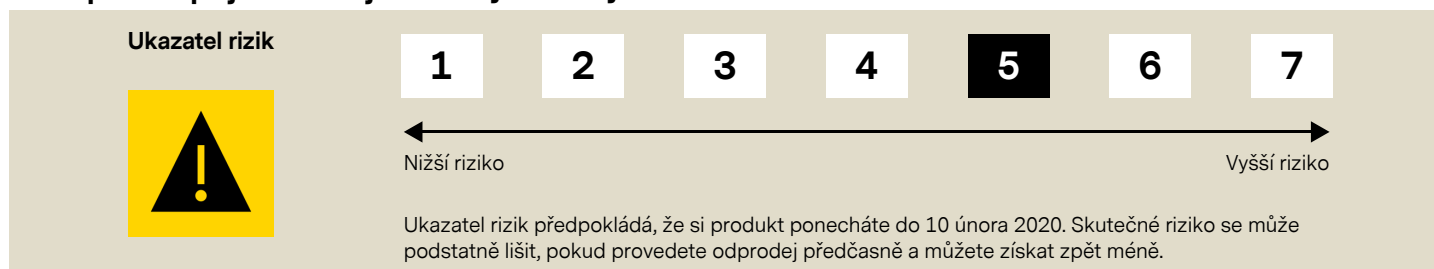 Ukazatel rizik
1 2 3 4 5 6 7
Nižší riziko Vyšší riziko
Ukazatel rizik předpokládá, že si produkt ponecháte do 10 února 2020. Skutečné riziko se může
podstatně lišit, pokud provedete odprodej předčasně a můžete získat zpět méně.